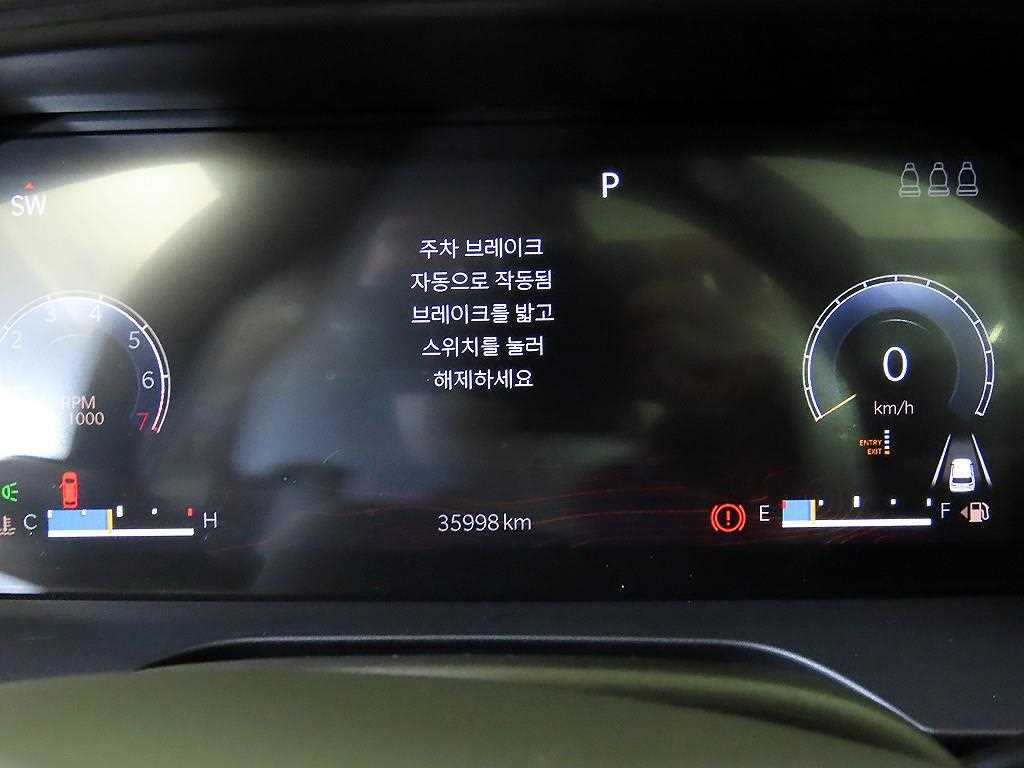 SW
P
주차 브레이크
자동으로 작동됨
브레이크를 밟고
스위치를 눌러
해제하세요
2 3 4 5 6 7
RPM
1000
0
km/h
ENTRY
EXIT
C H
35998 km
E F